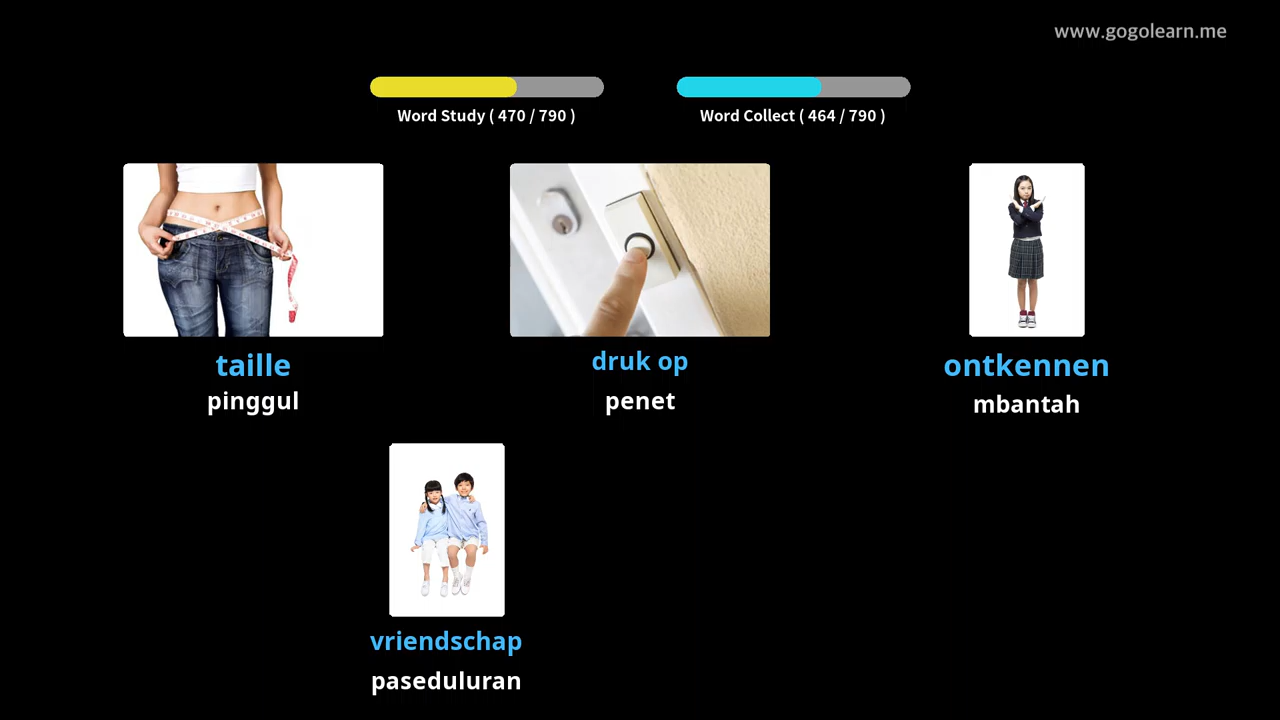 www.gogolearn.me
Word Study ( 470 / 790 )
Word Collect ( 464 / 790 )
taille
pinggul
druk op
penet
ontkennen
mbantah
vriendschap
paseduluran